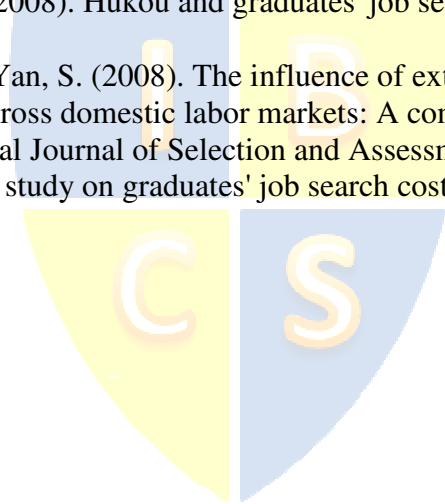 2008). Hukou and graduates' job se
Yan, S. (2008). The influence of ext
ross domestic labor markets: A con
al Journal of Selection and Assessm
study on graduates' job search cost
I B
C S